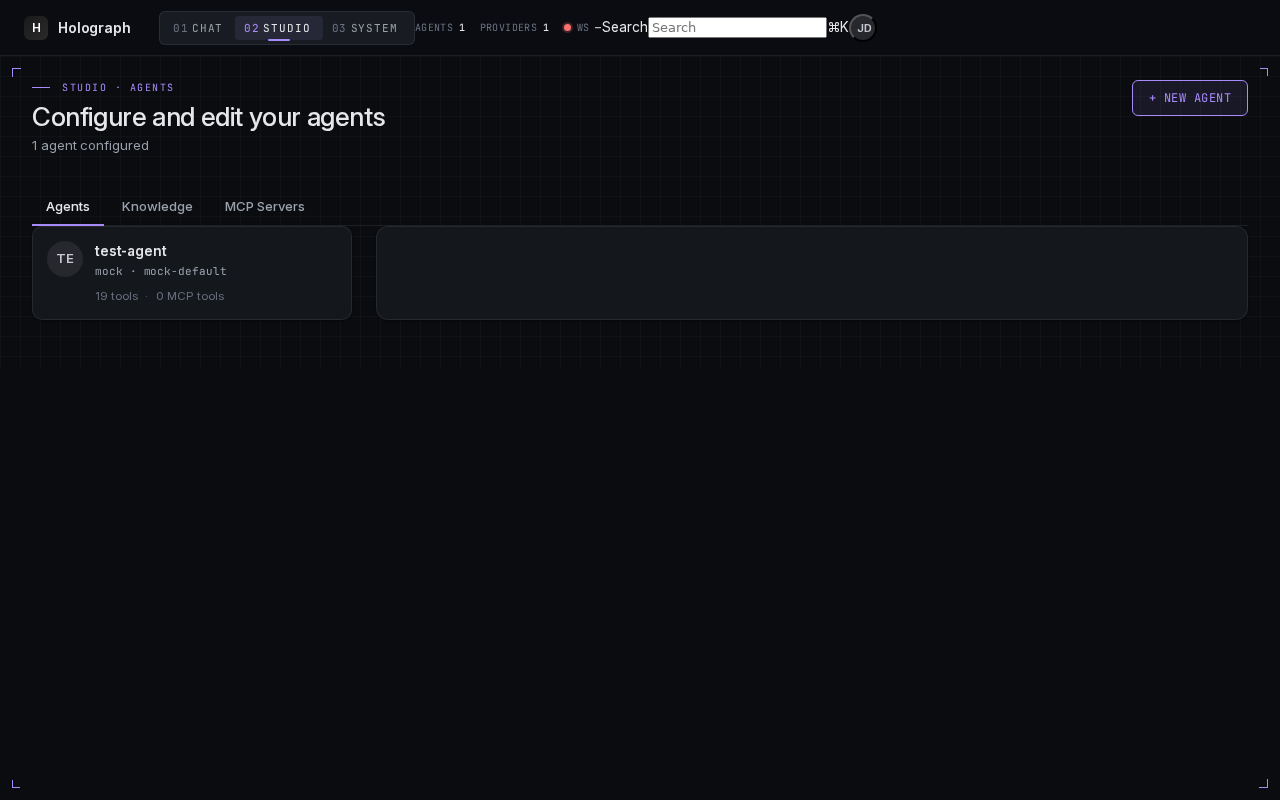 H Holograph 01 CHAT 02 STUDIO 03 SYSTEM AGENTS 1 PROVIDERS 1 WS – Search Search ⌘K JD
STUDIO · AGENTS
+ NEW AGENT
Configure and edit your agents
1 agent configured
Agents Knowledge MCP Servers
TE test-agent
mock · mock-default
19 tools · 0 MCP tools